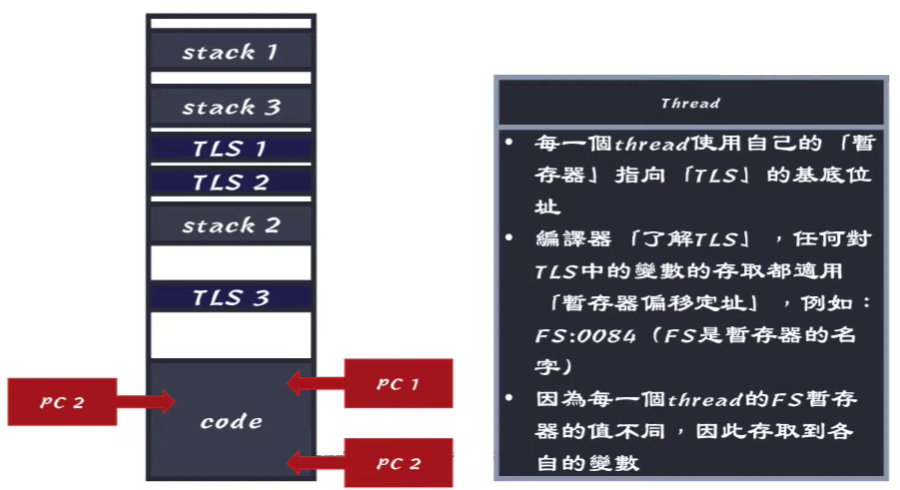 stack 1
stack 3
TLS 1
TLS 2
stack 2
TLS 3
code
PC 2
PC 1
PC 2
Thread
• 每一個thread使用自己的「暫
存器」指向「TLS」的基底位
址
• 編譯器「了解TLS」，任何對
TLS中的變數的存取都適用
「暫存器偏移定址」，例如：
FS:0084（FS是暫存器的名
字）
• 因為每一個thread的FS暫存
器的值不同，因此存取到各
自的變數